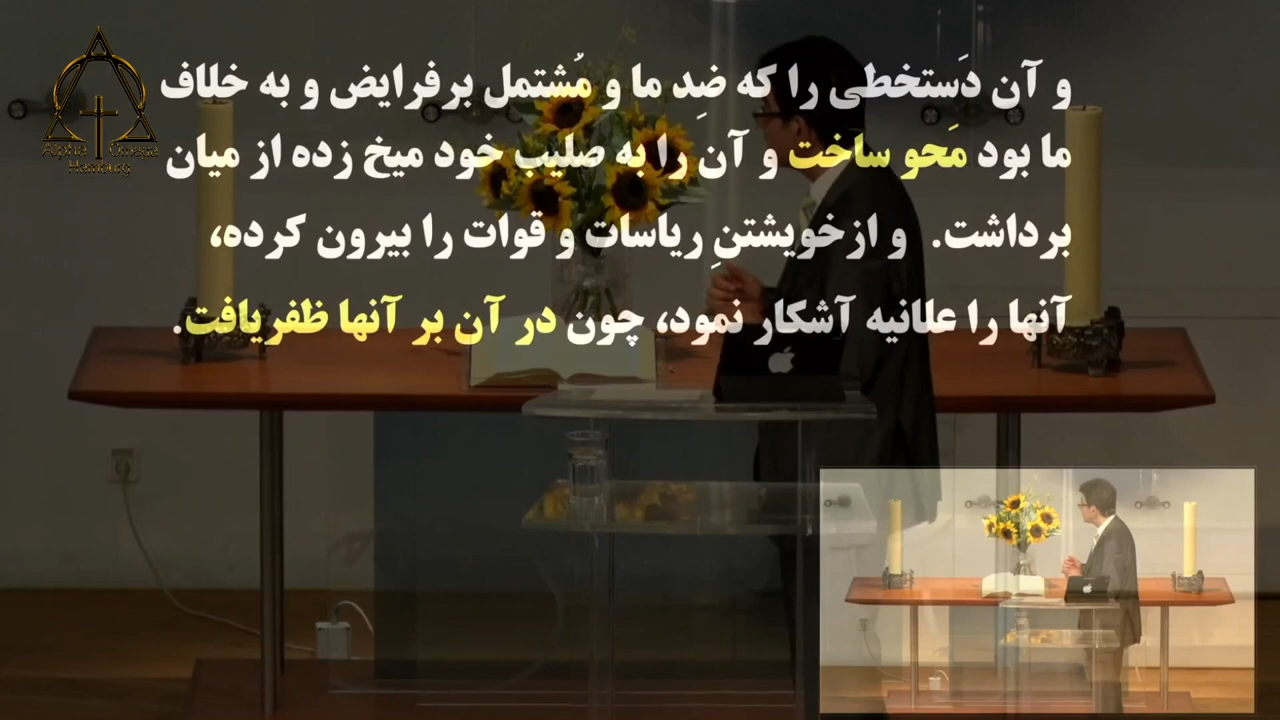 و آن دَستخطی را که ضِدِ ما و مُشتمل برفرایض و به خلاف
ما بود مَحو ساخت و آن را به صلیب خود میخ زده از میان
برداشت. و ازخویشتنِ ریاسات و قوات را بیرون کرده،
آنها را علانیه آشکار نمود، چون در آن بر آنها ظفریافت.
Alpha Omega
Hamburg